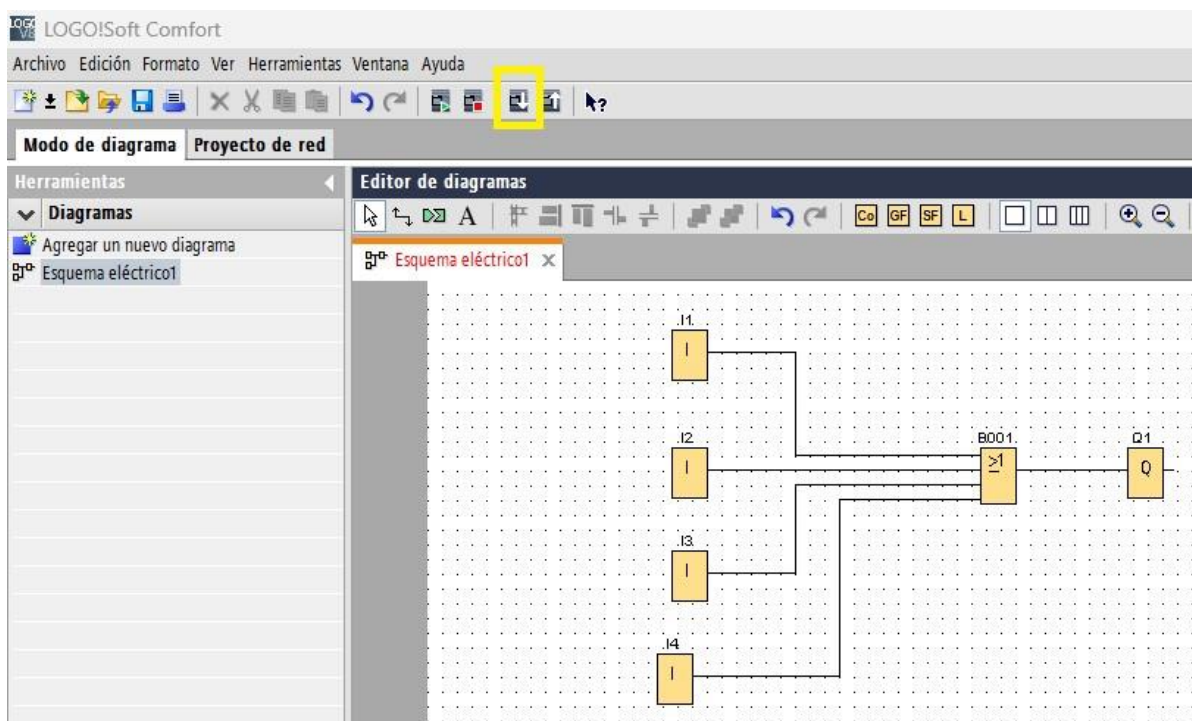 LOGO!Soft Comfort
Archivo Edición Formato Ver Herramientas Ventana Ayuda
Modo de diagrama Proyecto de red
Herramientas
Editor de diagramas
Diagramas
A Co GF SF L
Agregar un nuevo diagrama
Esquema eléctrico1
Esquema eléctrico1
I1
I
I2 B001 Q1
I ≥1 Q
I3
I
I4
I